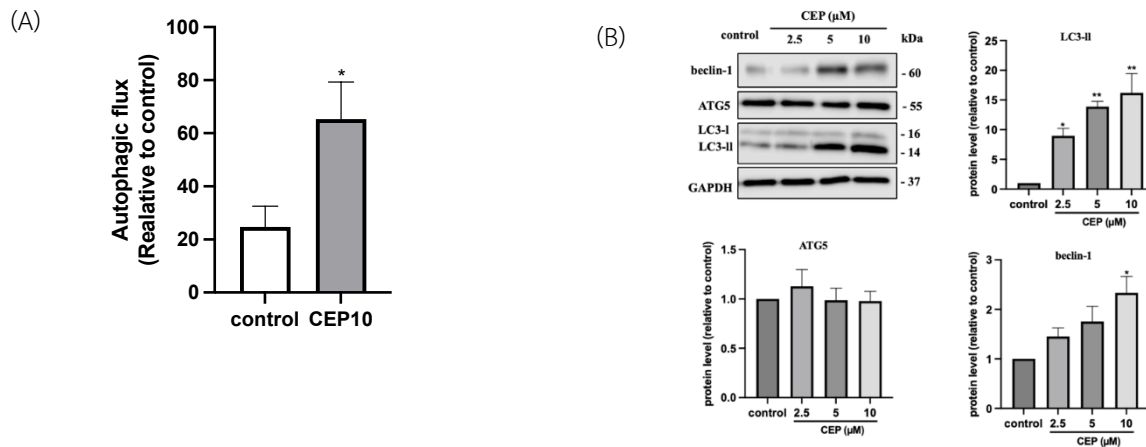 (A)
Autophagic flux
(Realative to control)
100
80
60
40
20
0
*
control CEP10
(B)
CEP (µM)
control 2.5 5 10 kDa
beclin-1 - 60
ATG5 - 55
LC3-I - 16
LC3-II - 14
GAPDH - 37
LC3-II
protein level (relative to control)
25
20
15
10
5
0
* ** **
control 2.5 5 10
CEP (µM)
ATG5
protein level (relative to control)
1.5
1.0
0.5
0.0
control 2.5 5 10
CEP (µM)
beclin-1
protein level (relative to control)
3
2
1
0
*
control 2.5 5 10
CEP (µM)